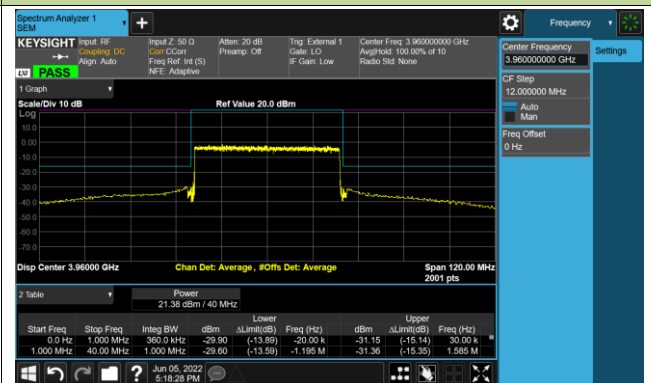 Spectrum Analyzer 1
SEM
Frequency
KEYSIGHT
Input: RF
Coupling: DC
Align: Auto
Input Z: 50 Ω
Corr CCorr
Freq Ref: Int (S)
NFE: Adaptive
Atten: 20 dB
Preamp: Off
Trig: External 1
Gate: LO
IF Gain: Low
Center Freq: 3.960000000 GHz
Avg|Hold: 100.00% of 10
Radio Std: None
PASS
Center Frequency
3.960000000 GHz
Settings
CF Step
12.000000 MHz
Auto
Man
Freq Offset
0 Hz
1 Graph
Scale/Div 10 dB
Ref Value 20.0 dBm
Log
10.0
0.00
-10.0
-20.0
-30.0
-40.0
-50.0
-60.0
-70.0
Disp Center 3.96000 GHz
Chan Det: Average, #Offs Det: Average
Span 120.00 MHz
2001 pts
2 Table
Power
21.38 dBm / 40 MHz
Lower Upper
Start Freq Stop Freq Integ BW dBm ΔLimit(dB) Freq (Hz) dBm ΔLimit(dB) Freq (Hz)
0.0 Hz 1.000 MHz 360.0 kHz -29.90 (-13.89) -20.00 k -31.15 (-15.14) 30.00 k
1.000 MHz 40.00 MHz 1.000 MHz -29.60 (-13.59) -1.195 M -31.36 (-15.35) 1.585 M
Jun 05, 2022
5:18:28 PM